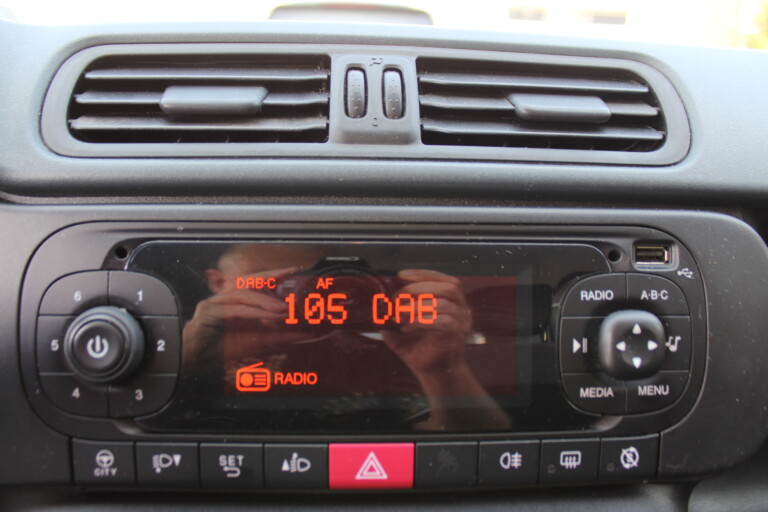 DAB-C AF
105 DAB
RADIO
6 1
5 2
4 3
RADIO A·B·C
MEDIA MENU
CITY
SET